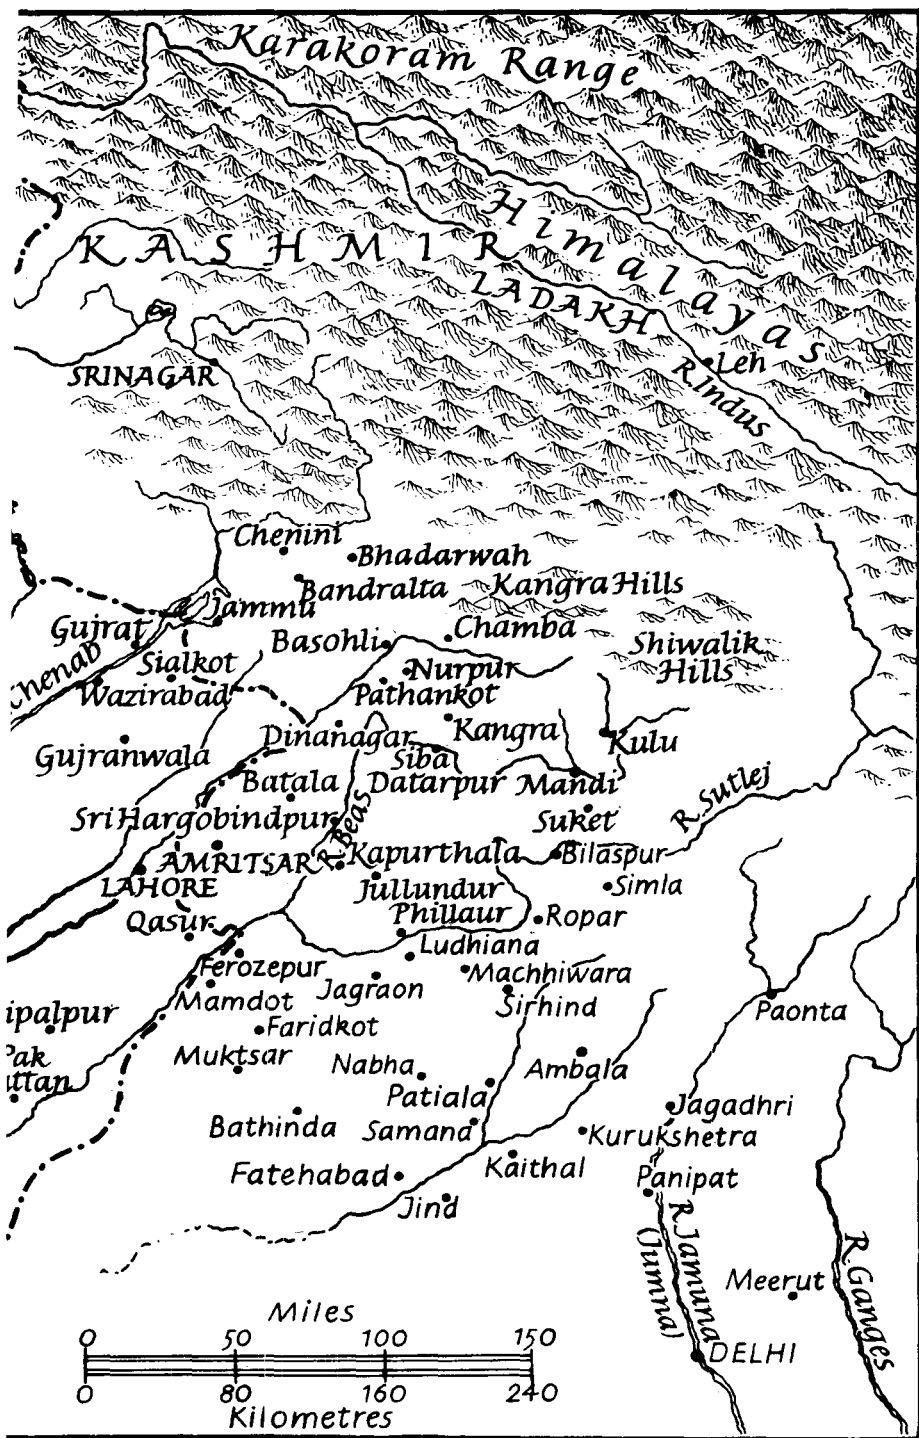 Karakoram Range
Himalayas
KASHMIR
LADAKH
SRINAGAR
Leh
R. Indus
Chenini
Bhadarwah
Bandralta
Kangra Hills
Jammu
Gujrat
Basohli
Chamba
Shiwalik
Hills
Chenab
Sialkot
Nurpur
Wazirabad
Pathankot
Dinanagar
Kangra
Kulu
Gujranwala
Siba
Batala
Datarpur
Mandi
R. Sutlej
Sri Hargobindpur
R. Beas
Suket
AMRITSAR
Kapurthala
Bilaspur
LAHORE
Jullundur
Simla
Qasur
Phillaur
Ropar
Ludhiana
Ferozepur
Machhiwara
Mamdot
Jagraon
Sirhind
ipalpur
Faridkot
Paonta
Pak
ttan
Muktsar
Nabha
Ambala
Patiala
Jagadhri
Bathinda
Samana
Kurukshetra
Fatehabad
Kaithal
Panipat
Jind
R. Jamuna
(Jumna)
R. Ganges
Meerut
DELHI
Miles
0 50 100 150
0 80 160 240
Kilometres